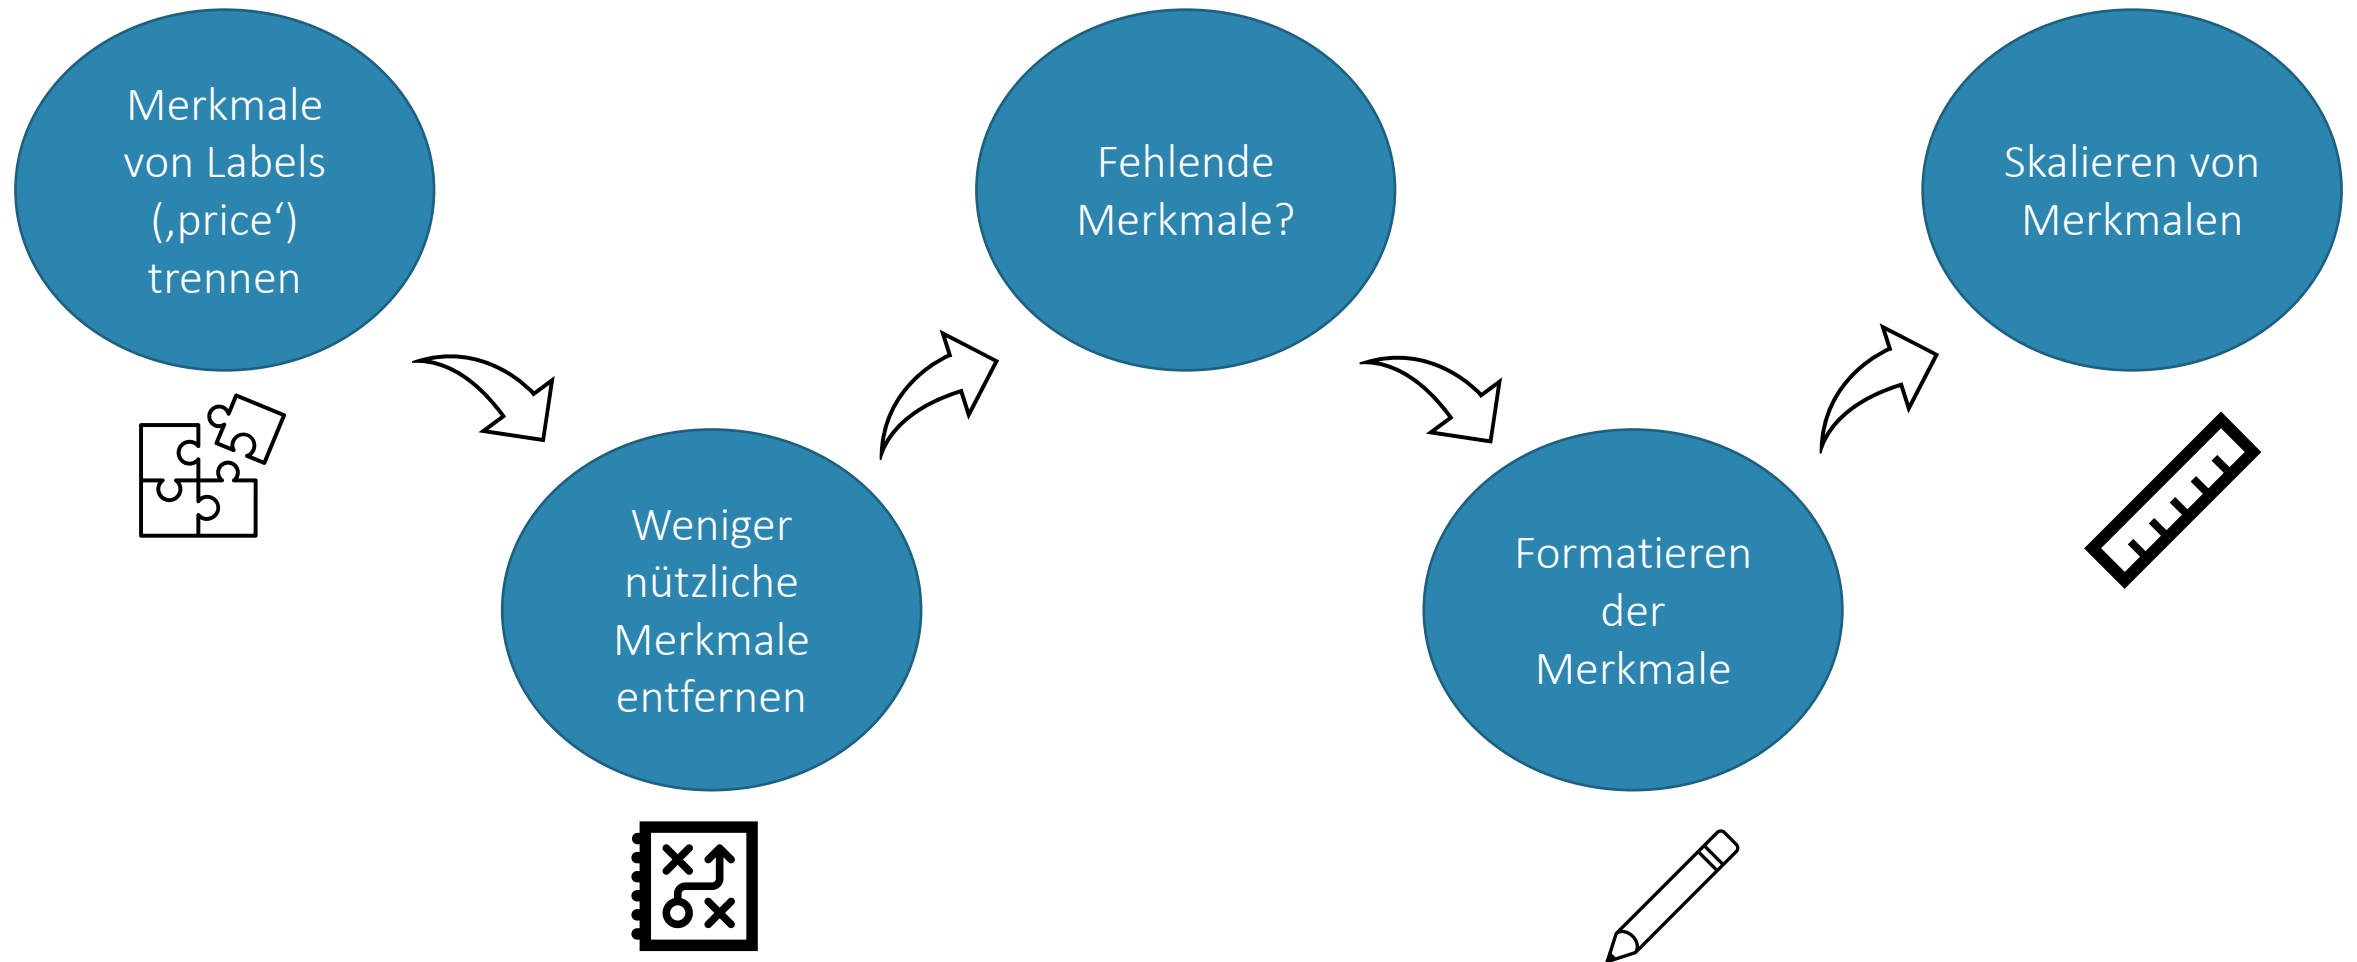 Merkmale
von Labels
(‚price‘)
trennen
Weniger
nützliche
Merkmale
entfernen
Fehlende
Merkmale?
Formatieren
der
Merkmale
Skalieren von
Merkmalen